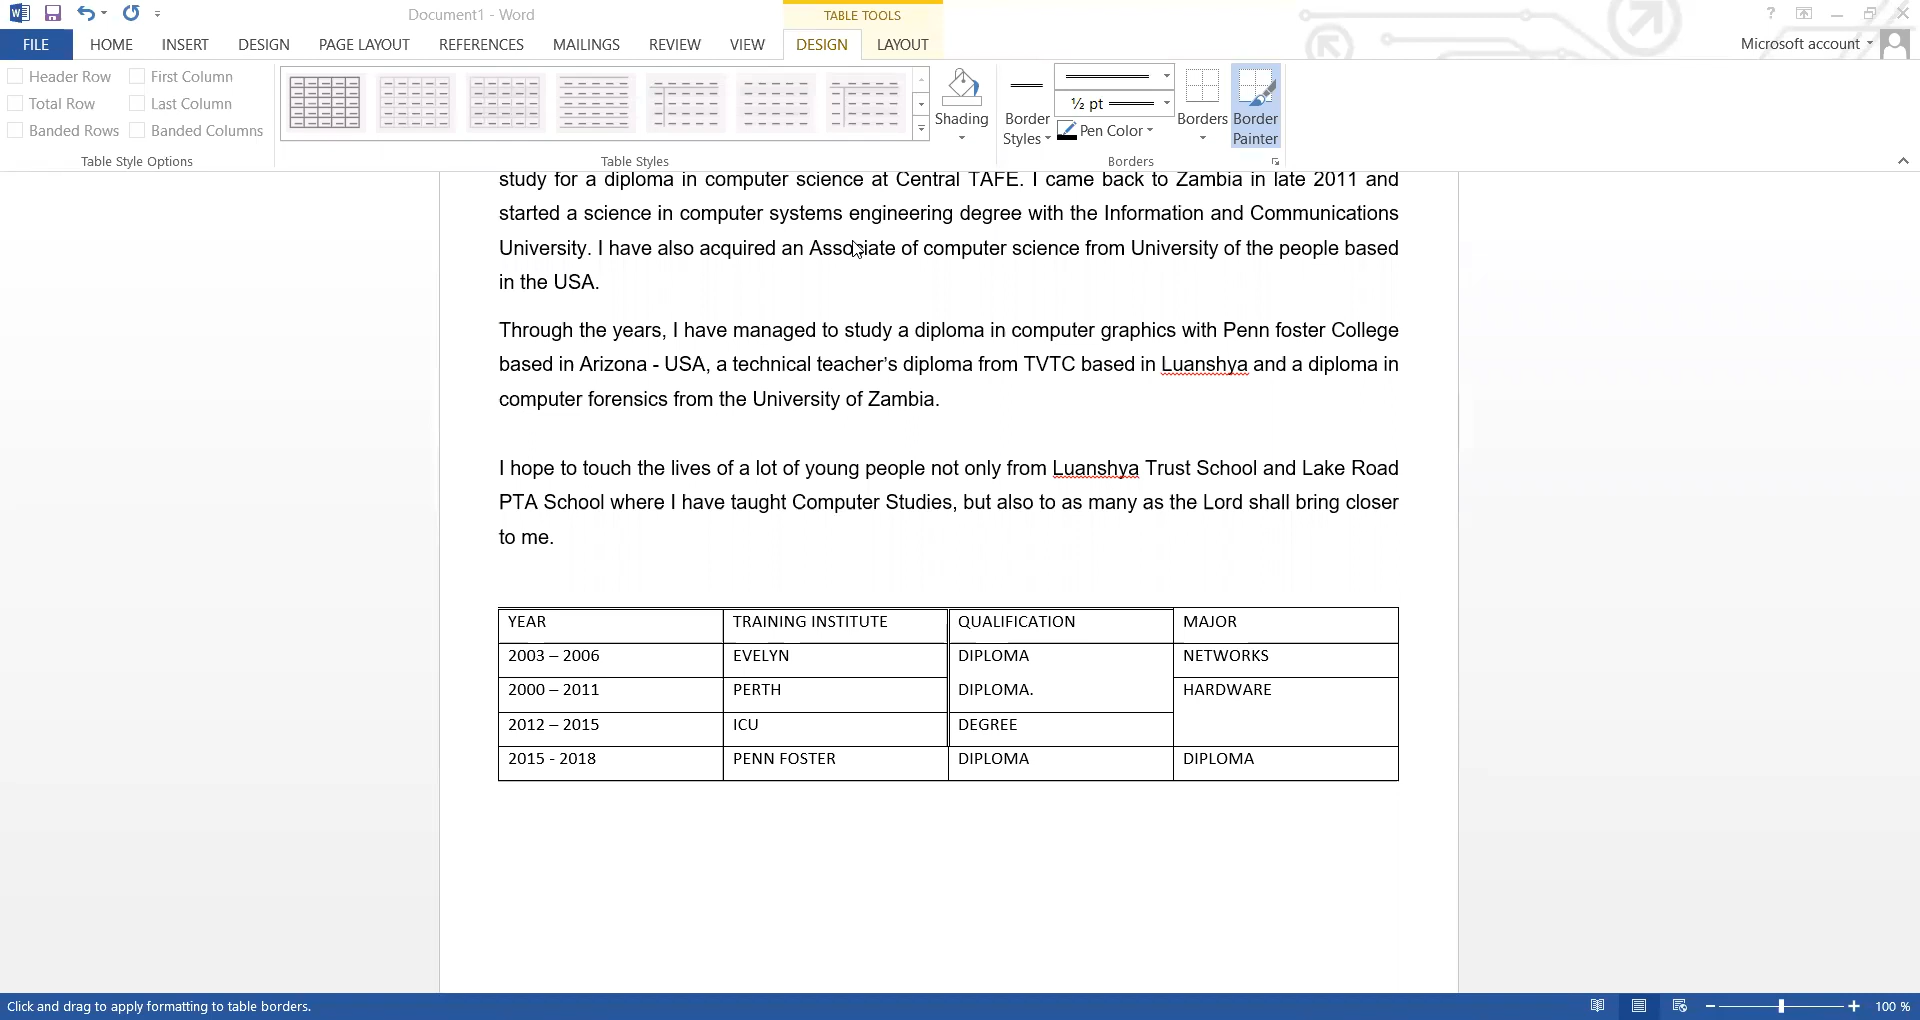 Document1 - Word
TABLE TOOLS
?
FILE HOME INSERT DESIGN PAGE LAYOUT REFERENCES MAILINGS REVIEW VIEW DESIGN LAYOUT
Microsoft account
Header Row First Column
Total Row Last Column
Banded Rows Banded Columns
Table Style Options
Table Styles
Shading
Border
Styles
½ pt
Pen Color
Borders
Border
Painter
Borders
study for a diploma in computer science at Central TAFE. I came back to Zambia in late 2011 and
started a science in computer systems engineering degree with the Information and Communications
University. I have also acquired an Associate of computer science from University of the people based
in the USA.
Through the years, I have managed to study a diploma in computer graphics with Penn foster College
based in Arizona - USA, a technical teacher’s diploma from TVTC based in Luanshya and a diploma in
computer forensics from the University of Zambia.
I hope to touch the lives of a lot of young people not only from Luanshya Trust School and Lake Road
PTA School where I have taught Computer Studies, but also to as many as the Lord shall bring closer
to me.
YEAR TRAINING INSTITUTE QUALIFICATION MAJOR
2003 – 2006 EVELYN DIPLOMA NETWORKS
2000 – 2011 PERTH DIPLOMA. HARDWARE
2012 – 2015 ICU DEGREE
2015 - 2018 PENN FOSTER DIPLOMA DIPLOMA
Click and drag to apply formatting to table borders.
100 %